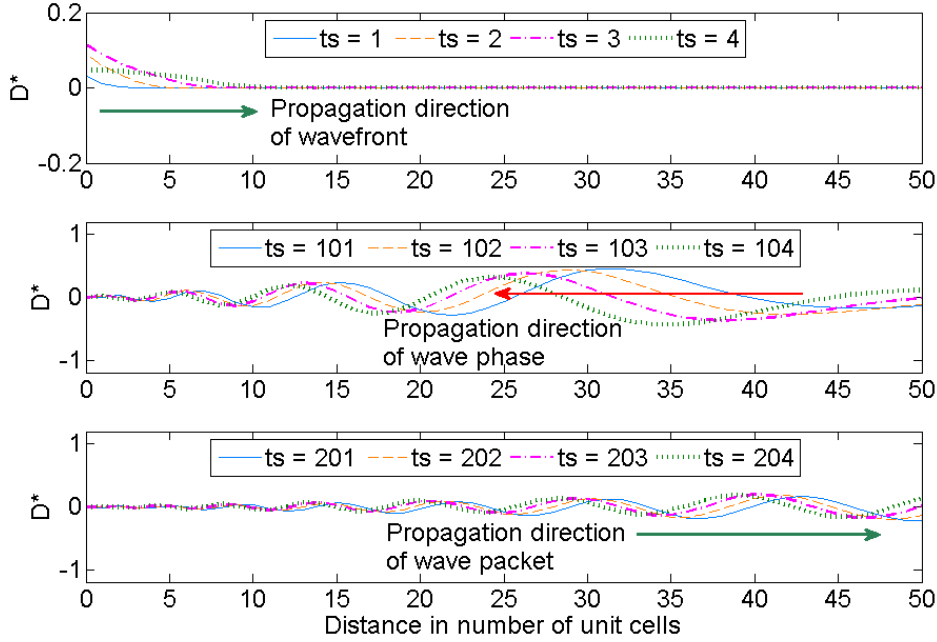 0.2
ts = 1 ts = 2 ts = 3 ts = 4
D*
0
Propagation direction
of wavefront
-0.2
0 5 10 15 20 25 30 35 40 45 50
1
ts = 101 ts = 102 ts = 103 ts = 104
D*
0
Propagation direction
of wave phase
-1
0 5 10 15 20 25 30 35 40 45 50
1
ts = 201 ts = 202 ts = 203 ts = 204
D*
0
Propagation direction
of wave packet
-1
0 5 10 15 20 25 30 35 40 45 50
Distance in number of unit cells